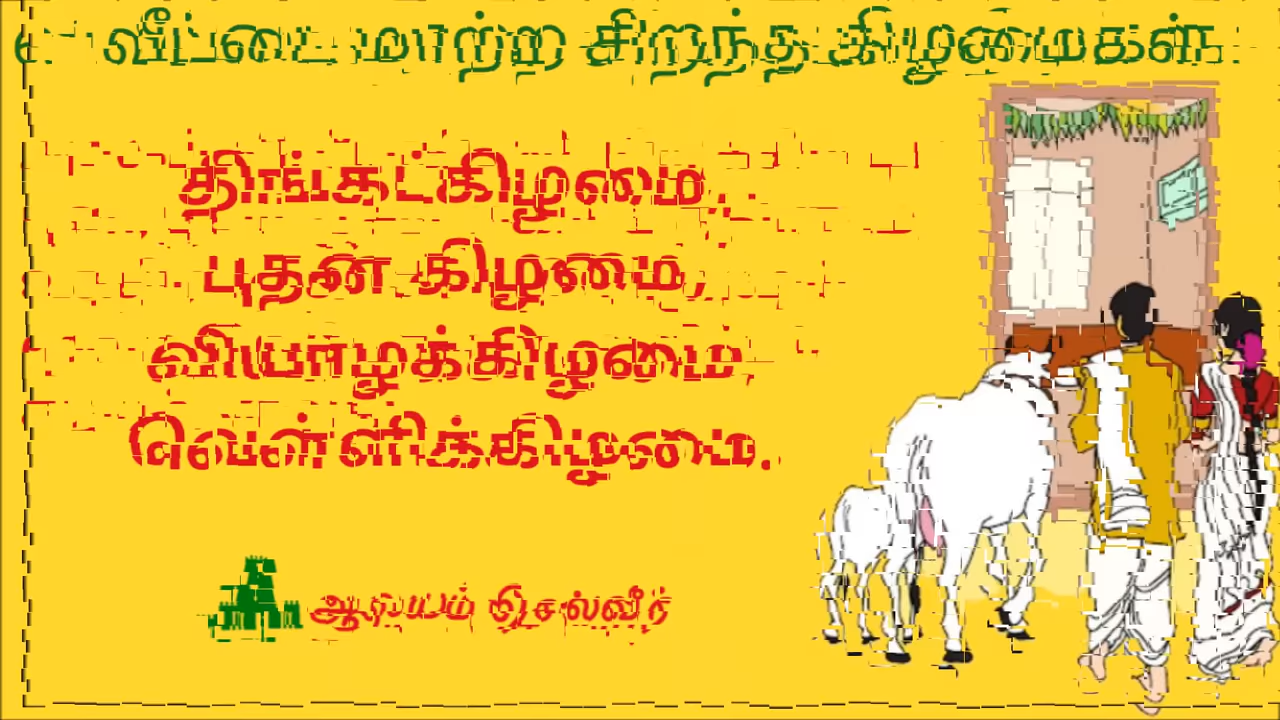 வீட்டை மாற்ற சிறந்த கிழமைகள்
திங்கட்கிழமை,
புதன் கிழமை,
வியாழக்கிழமை,
வெள்ளிக்கிழமை.
ஆலயம் செல்வீர்